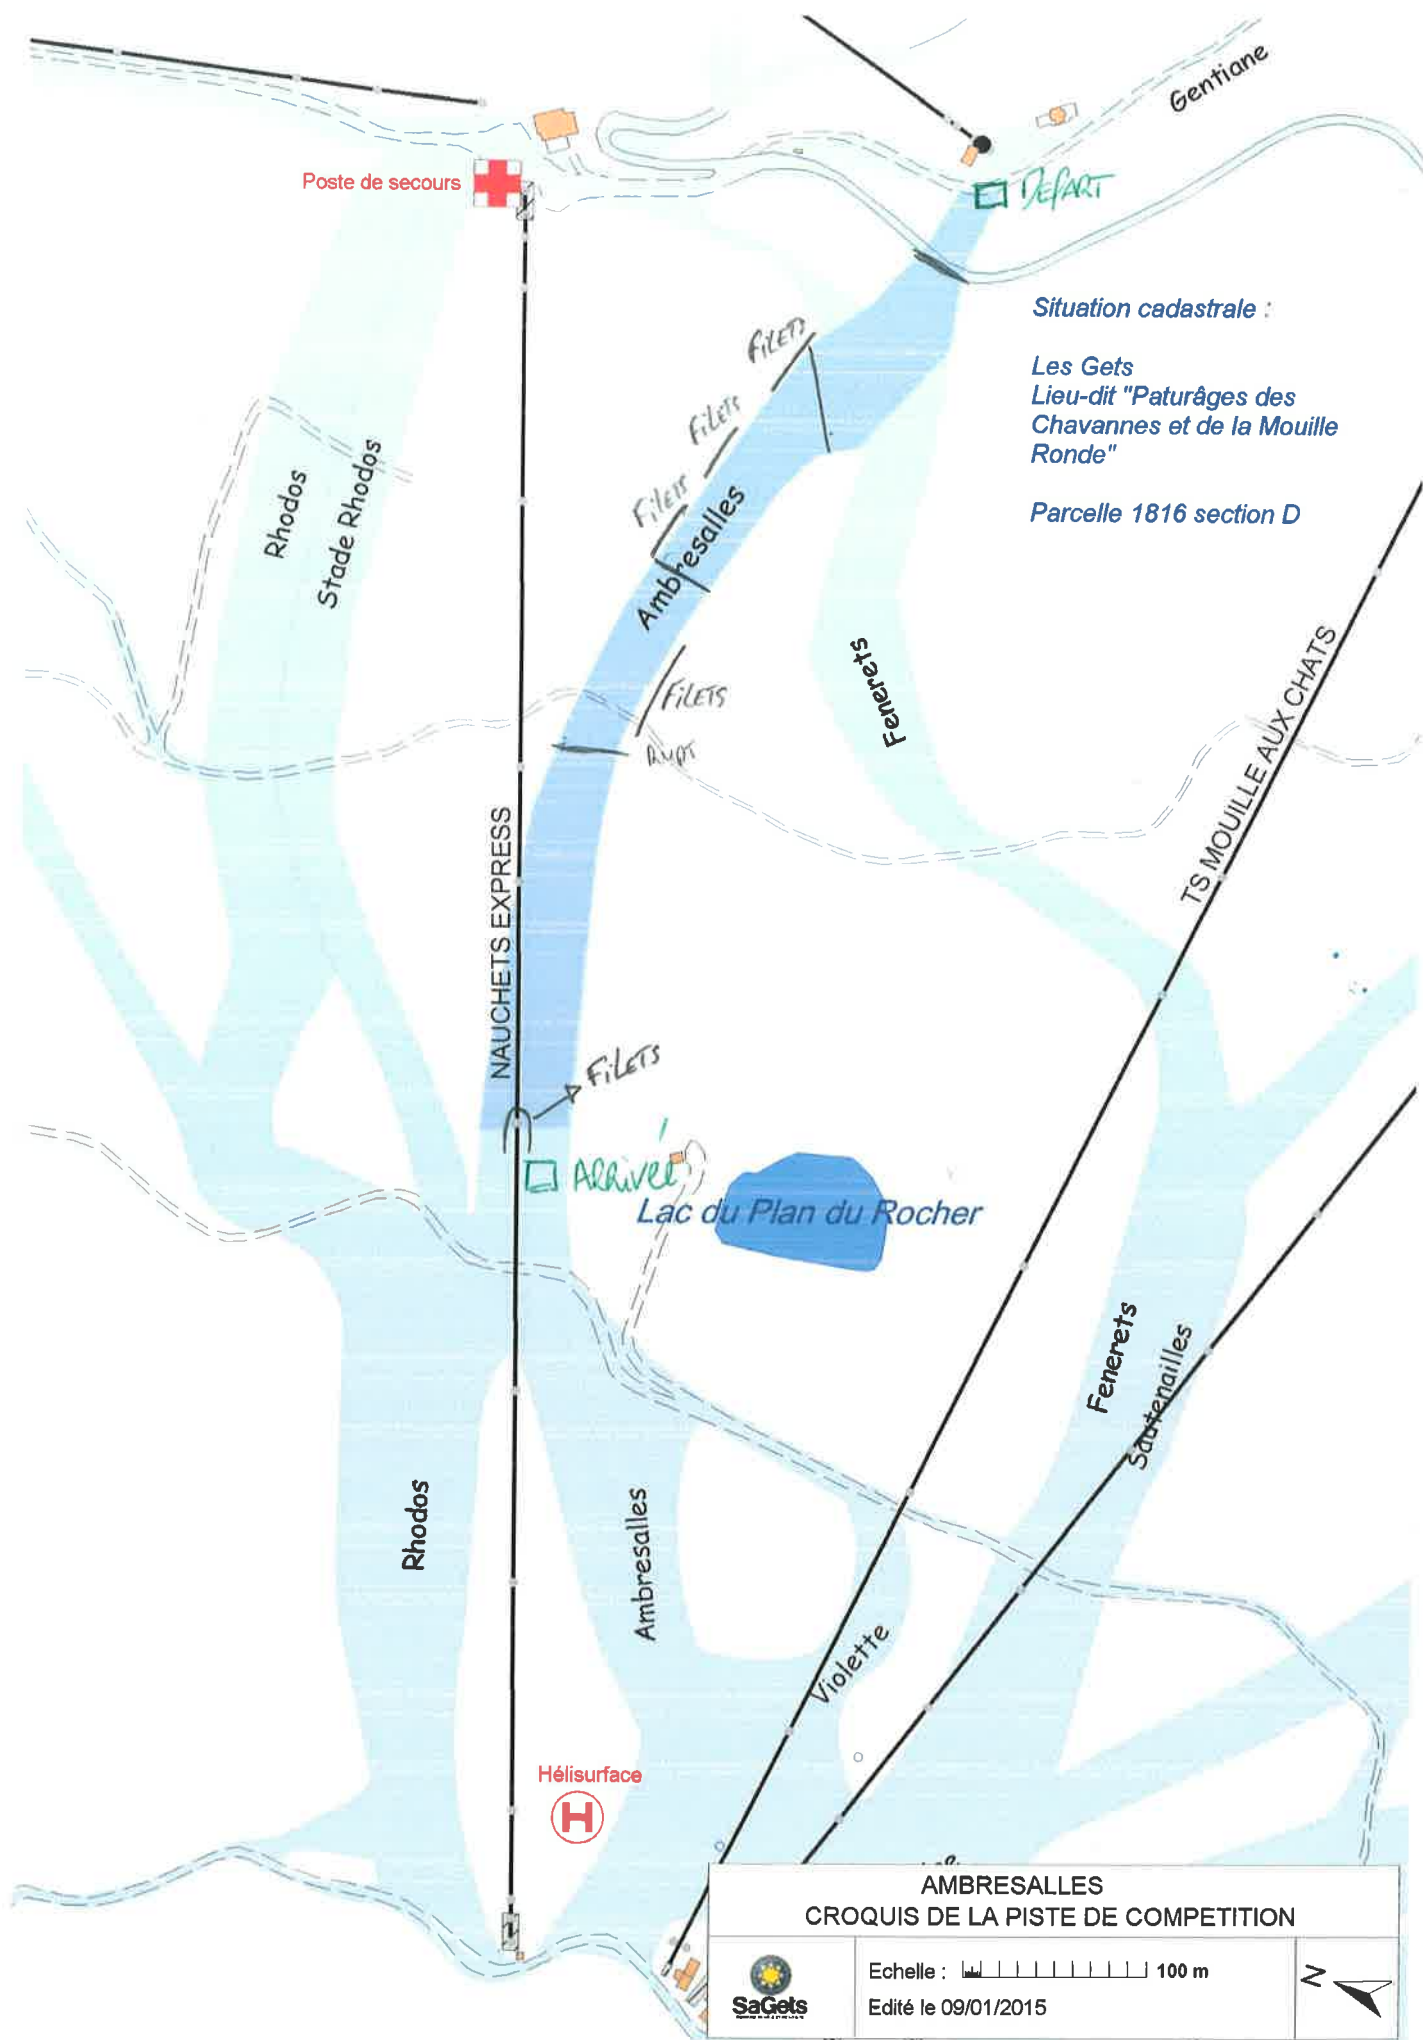 Gentiane
Poste de secours
DEPART
Situation cadastrale :
Les Gets
Lieu-dit "Paturâges des
Chavannes et de la Mouille
Ronde"
Parcelle 1816 section D
FILETS
FILETS
FILETS
Ambresalles
Rhodos
Stade Rhodos
Fenerets
FILETS
TS MOUILLE AUX CHATS
NAUCHETS EXPRESS
FILETS
ARRIVÉE
Lac du Plan du Rocher
Fenerets
Sautenailles
Rhodos
Ambresalles
Violette
Hélisurface
H
AMBRESALLES
CROQUIS DE LA PISTE DE COMPETITION
SaGets
Echelle : 100 m
Edité le 09/01/2015
N